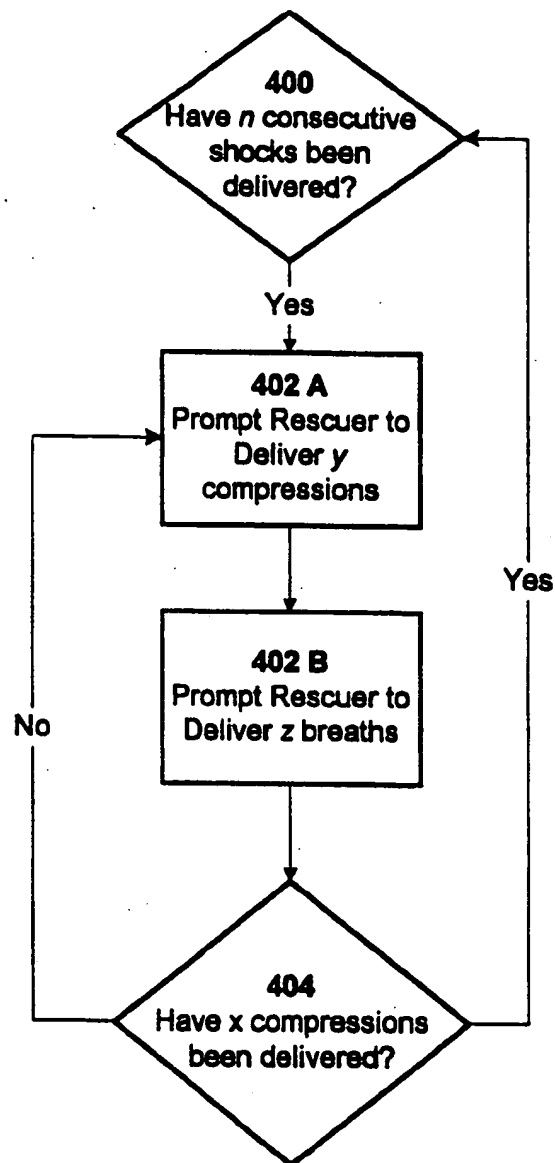 400
Have n consecutive
shocks been
delivered?
Yes
402 A
Prompt Rescuer to
Deliver y
compressions
Yes
402 B
Prompt Rescuer to
Deliver z breaths
No
404
Have x compressions
been delivered?